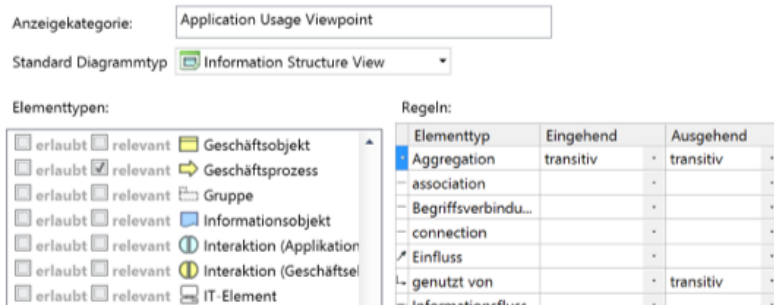 Anzeigekategorie: Application Usage Viewpoint
Standard Diagrammtyp Information Structure View
Elementtypen: Regeln:
erlaubt relevant Geschäftsobjekt
erlaubt relevant Geschäftsprozess
erlaubt relevant Gruppe
erlaubt relevant Informationsobjekt
erlaubt relevant Interaktion (Applikation
erlaubt relevant Interaktion (Geschäftsel
erlaubt relevant IT-Element
Elementtyp Eingehend Ausgehend
Aggregation transitiv transitiv
association
Begriffsverbindu...
connection
Einfluss
genutzt von transitiv
Informationsfluss